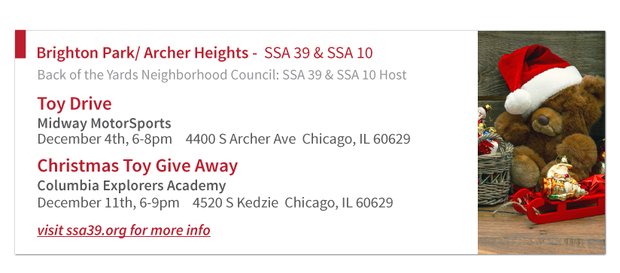 Brighton Park/ Archer Heights - SSA 39 & SSA 10
Back of the Yards Neighborhood Council: SSA 39 & SSA 10 Host
Toy Drive
Midway MotorSports
December 4th, 6-8pm 4400 S Archer Ave Chicago, IL 60629
Christmas Toy Give Away
Columbia Explorers Academy
December 11th, 6-9pm 4520 S Kedzie Chicago, IL 60629
visit ssa39.org for more info